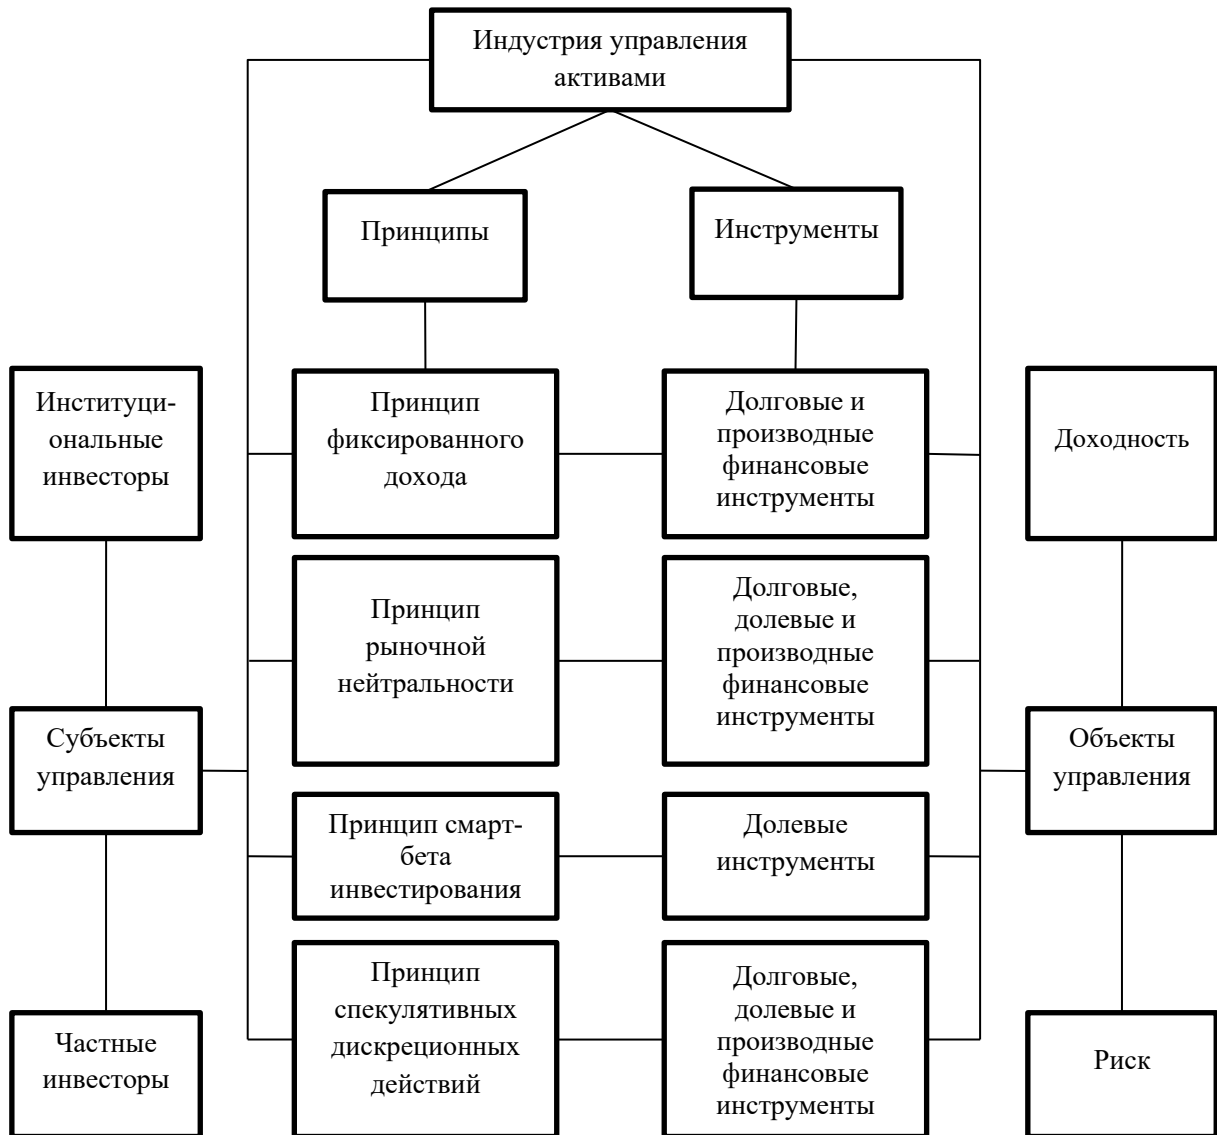 Индустрия управления
активами
Принципы
Инструменты
Институци-
ональные
инвесторы
Принцип
фиксированного
дохода
Долговые и
производные
финансовые
инструменты
Доходность
Принцип
рыночной
нейтральности
Долговые,
долевые и
производные
финансовые
инструменты
Субъекты
управления
Объекты
управления
Принцип смарт-
бета
инвестирования
Долевые
инструменты
Принцип
спекулятивных
дискреционных
действий
Долговые,
долевые и
производные
финансовые
инструменты
Частные
инвесторы
Риск